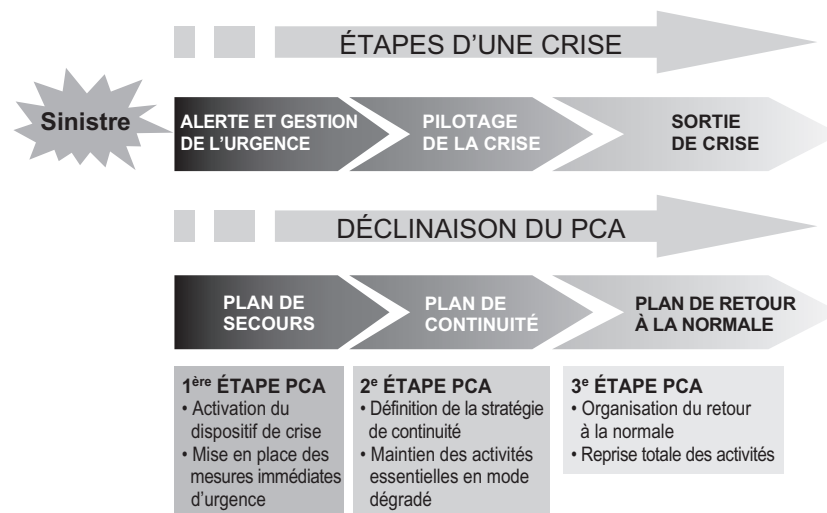 ÉTAPES D’UNE CRISE
Sinistre
ALERTE ET GESTION
DE L’URGENCE
PILOTAGE
DE LA CRISE
SORTIE
DE CRISE
DÉCLINAISON DU PCA
PLAN DE
SECOURS
PLAN DE
CONTINUITÉ
PLAN DE RETOUR
À LA NORMALE
1ère ÉTAPE PCA
• Activation du
dispositif de crise
• Mise en place des
mesures immédiates
d’urgence
2e ÉTAPE PCA
• Définition de la stratégie
de continuité
• Maintien des activités
essentielles en mode
dégradé
3e ÉTAPE PCA
• Organisation du retour
à la normale
• Reprise totale des activités